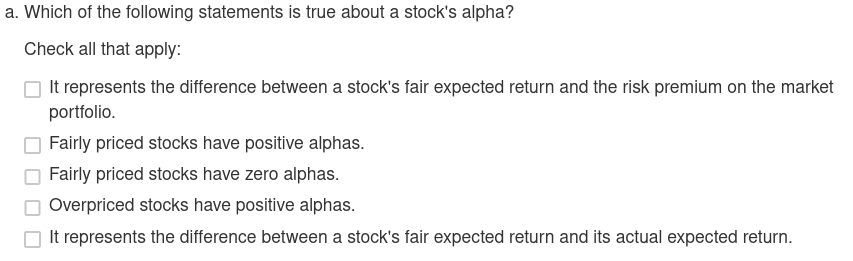 a. Which of the following statements is true about a stock's alpha?
Check all that apply:
It represents the difference between a stock's fair expected return and the risk premium on the market
portfolio.
Fairly priced stocks have positive alphas.
Fairly priced stocks have zero alphas.
Overpriced stocks have positive alphas.
It represents the difference between a stock's fair expected return and its actual expected return.